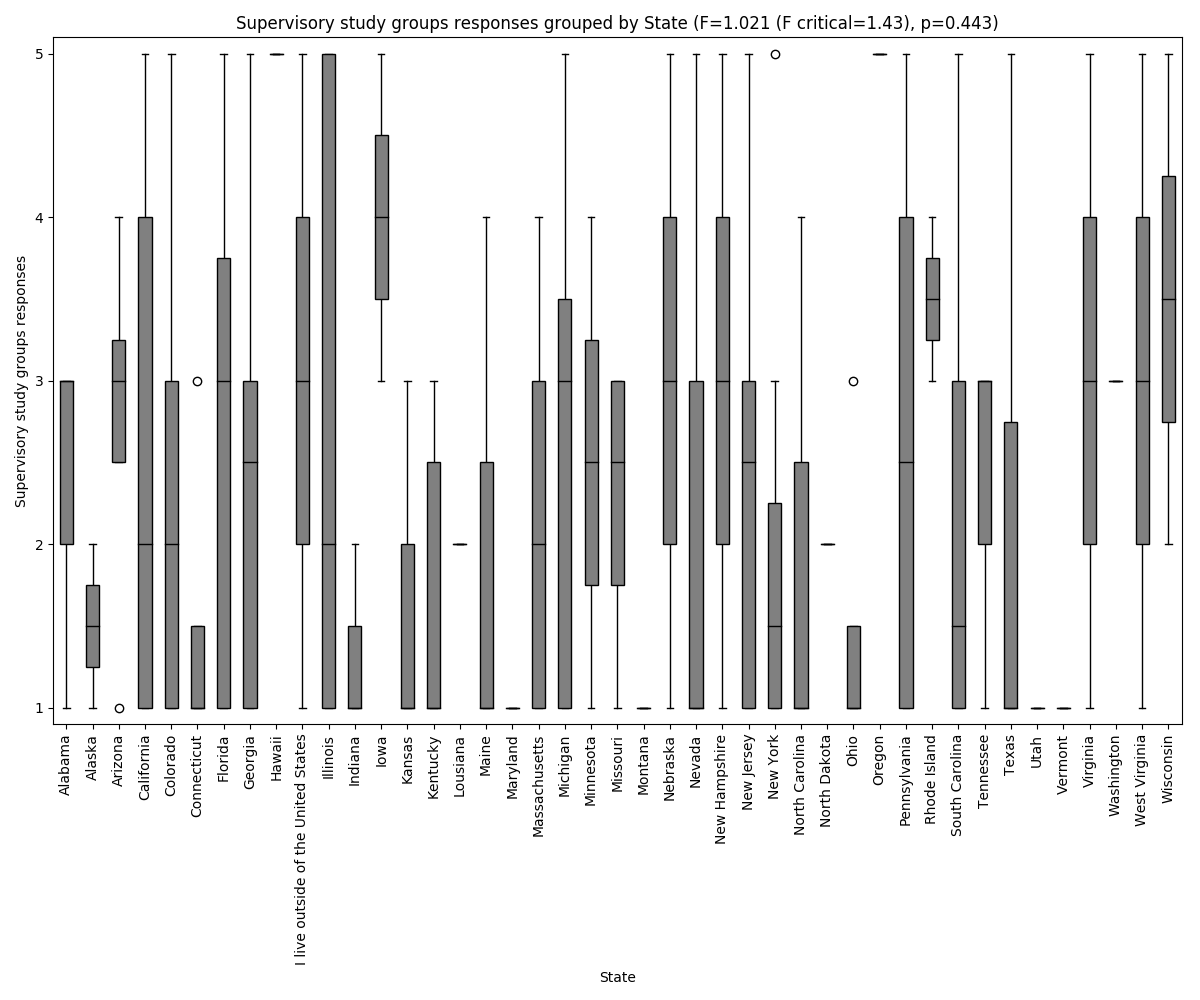 Supervisory study groups responses grouped by State (F=1.021 (F critical=1.43), p=0.443)
Supervisory study groups responses
5
4
3
2
1
Alabama
Alaska
Arizona
California
Colorado
Connecticut
Florida
Georgia
Hawaii
I live outside of the United States
Illinois
Indiana
Iowa
Kansas
Kentucky
Lousiana
Maine
Maryland
Massachusetts
Michigan
Minnesota
Missouri
Montana
Nebraska
Nevada
New Hampshire
New Jersey
New York
North Carolina
North Dakota
Ohio
Oregon
Pennsylvania
Rhode Island
South Carolina
Tennessee
Texas
Utah
Vermont
Virginia
Washington
West Virginia
Wisconsin
State